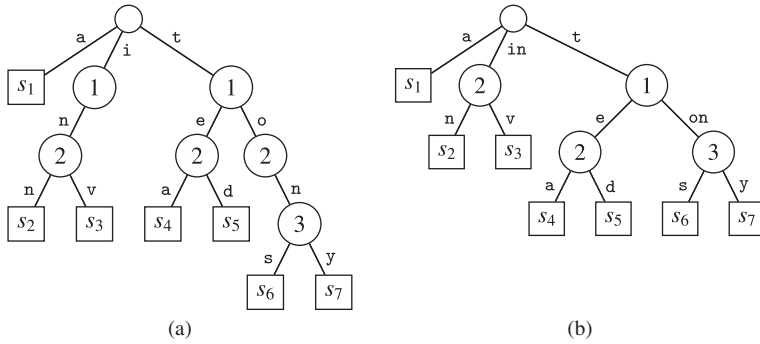 a i t
s1 1 1
n e o
2 2 2
n v a d n
s2 s3 s4 s5 3
s y
s6 s7
(a)
a in t
s1 2 1
n v e on
s2 s3 2 3
a d s y
s4 s5 s6 s7
(b)